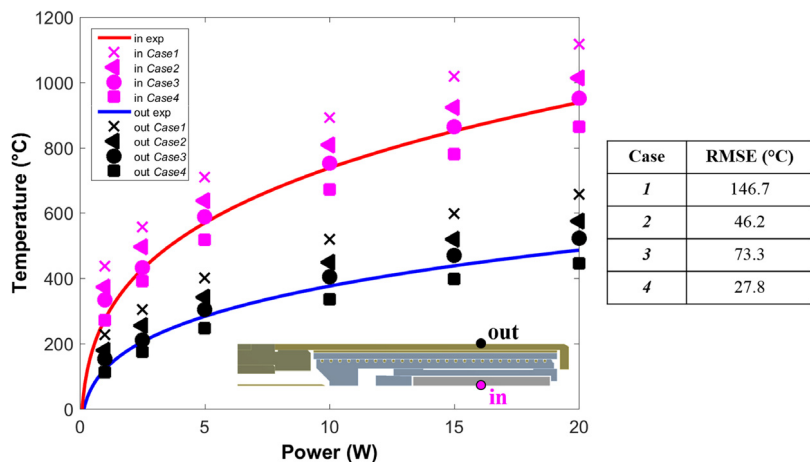 1200
1000
800
600
400
200
0
Temperature (°C)
in exp
in Case1
in Case2
in Case3
in Case4
out exp
out Case1
out Case2
out Case3
out Case4
out
in
0 5 10 15 20
Power (W)
Case RMSE (°C)
1 146.7
2 46.2
3 73.3
4 27.8